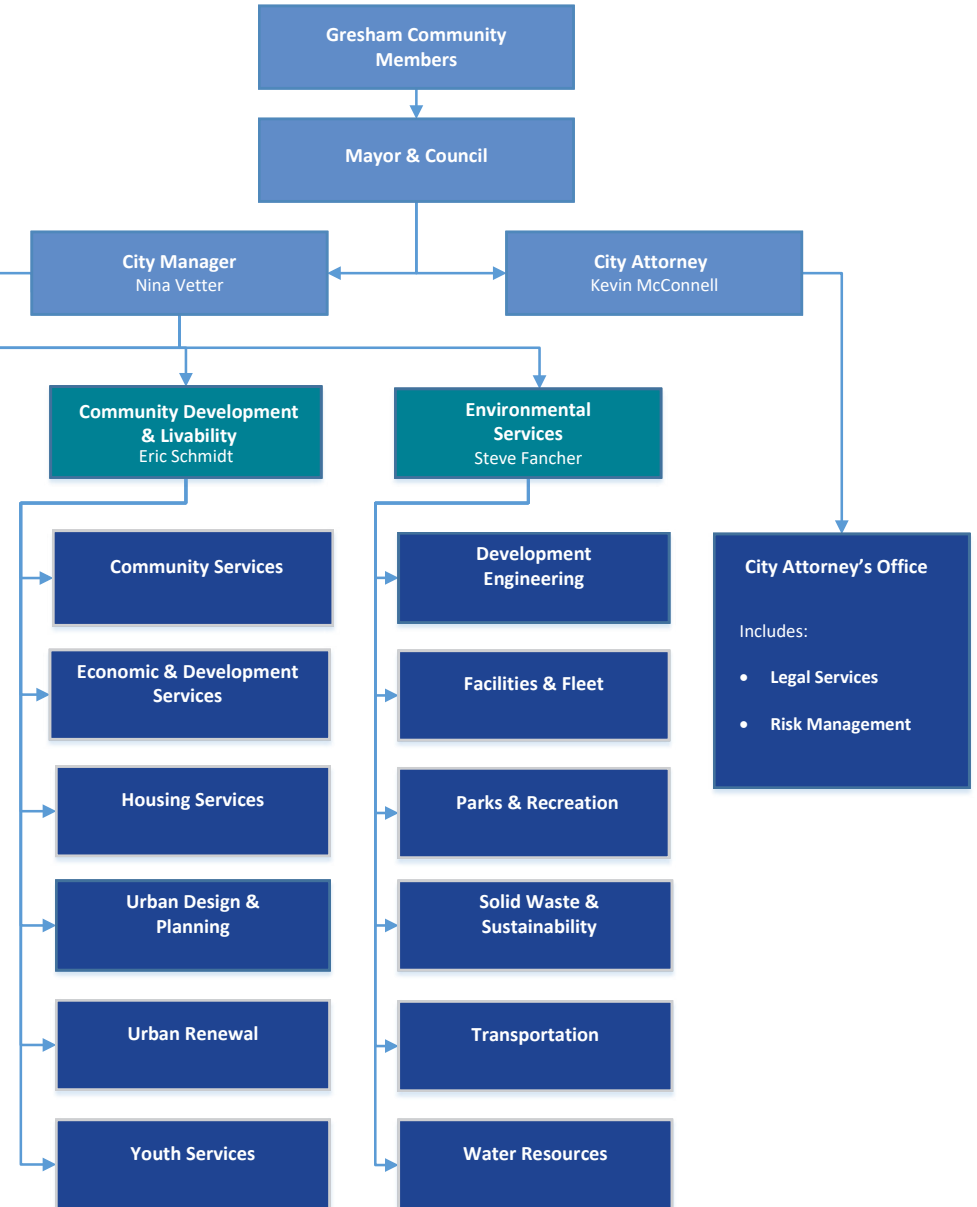 Gresham Community
Members
Mayor & Council
City Manager
Nina Vetter
City Attorney
Kevin McConnell
Community Development
& Livability
Eric Schmidt
Environmental
Services
Steve Fancher
Community Services
Economic & Development
Services
Housing Services
Urban Design &
Planning
Urban Renewal
Youth Services
Development
Engineering
Facilities & Fleet
Parks & Recreation
Solid Waste &
Sustainability
Transportation
Water Resources
City Attorney’s Office
Includes:
• Legal Services
• Risk Management